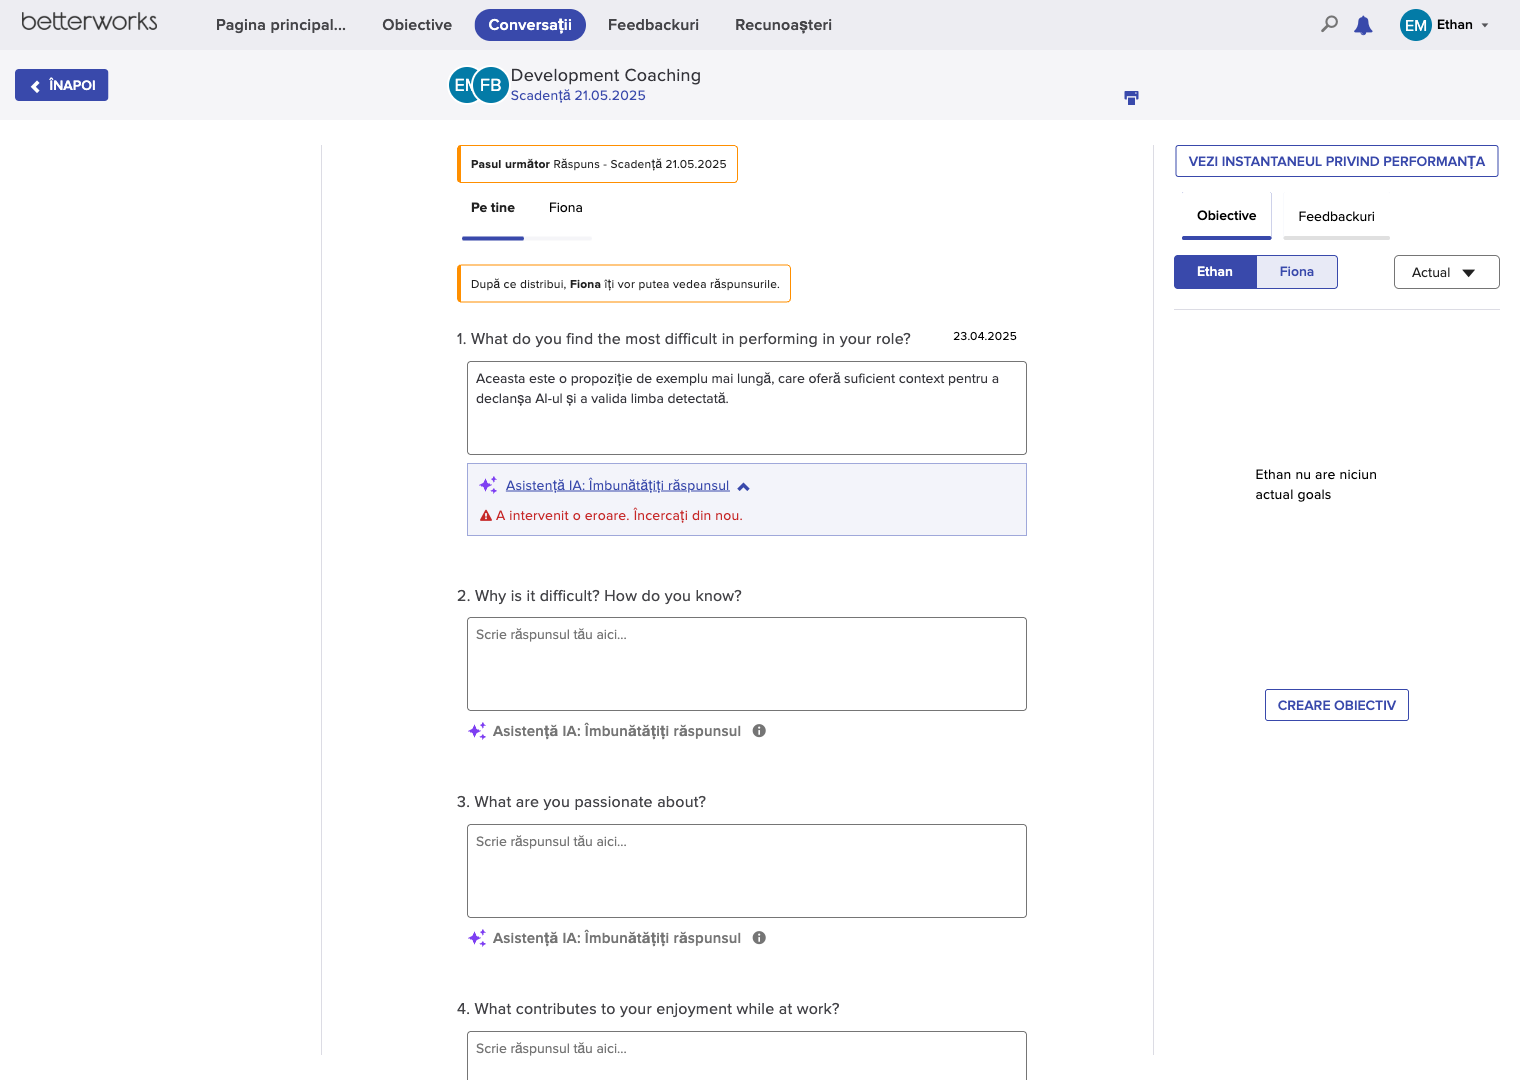 betterworks
Pagina principal...
Obiective
Conversații
Feedbackuri
Recunoașteri
EM
Ethan
ÎNAPOI
FB
Development Coaching
Scadență 21.05.2025
Pasul următor Răspuns - Scadență 21.05.2025
Pe tine
Fiona
După ce distribui, Fiona îți vor putea vedea răspunsurile.
1. What do you find the most difficult in performing in your role?
23.04.2025
Aceasta este o propoziție de exemplu mai lungă, care oferă suficient context pentru a
declanșa AI-ul și a valida limba detectată.
Asistență IA: Îmbunătățiți răspunsul
A intervenit o eroare. Încercați din nou.
2. Why is it difficult? How do you know?
Scrie răspunsul tău aici...
Asistență IA: Îmbunătățiți răspunsul
3. What are you passionate about?
Scrie răspunsul tău aici...
Asistență IA: Îmbunătățiți răspunsul
4. What contributes to your enjoyment while at work?
Scrie răspunsul tău aici...
VEZI INSTANTANEUL PRIVIND PERFORMANȚA
Obiective
Feedbackuri
Ethan
Fiona
Actual
Ethan nu are niciun
actual goals
CREARE OBIECTIV